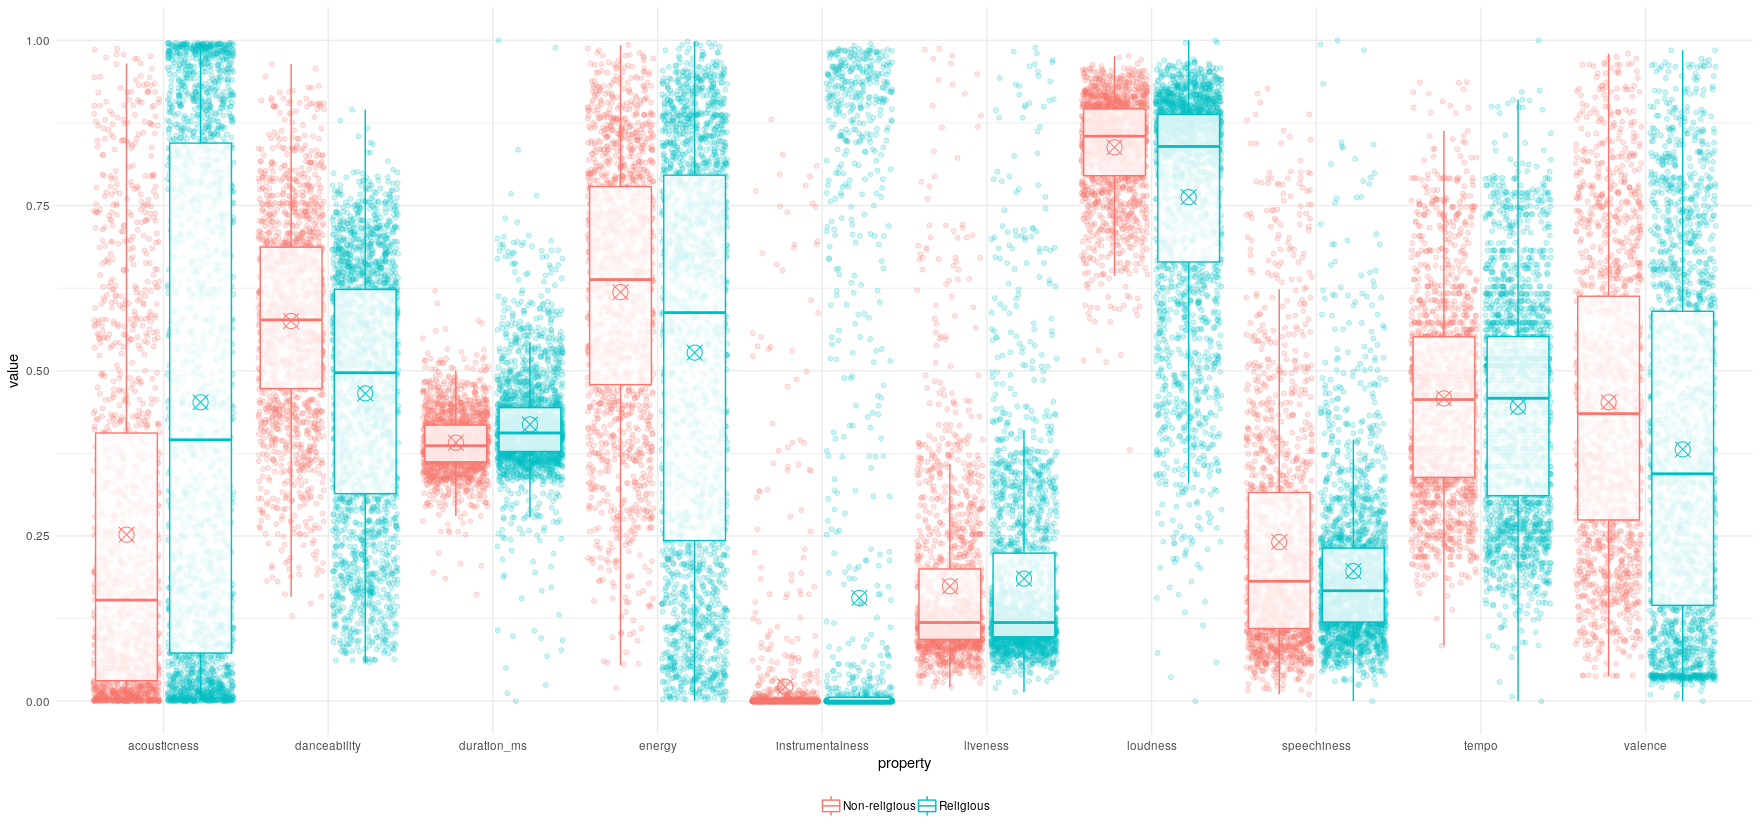 1.00
0.75
0.50
0.25
0.00
value
acousticness danceability duration_ms energy instrumentalness liveness loudness speechiness tempo valence
property
Non-religious Religious